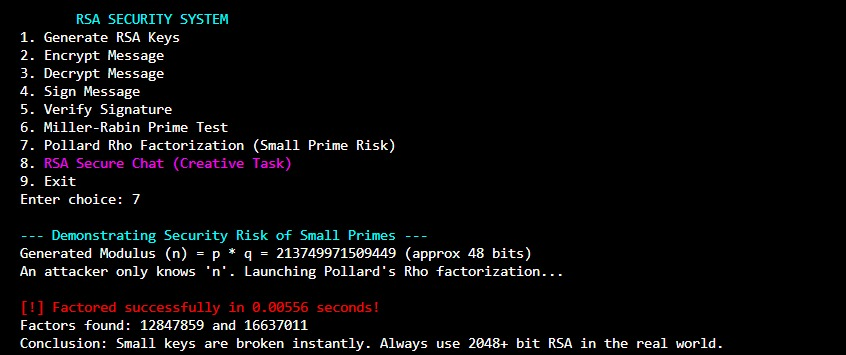 RSA SECURITY SYSTEM
1. Generate RSA Keys
2. Encrypt Message
3. Decrypt Message
4. Sign Message
5. Verify Signature
6. Miller-Rabin Prime Test
7. Pollard Rho Factorization (Small Prime Risk)
8. RSA Secure Chat (Creative Task)
9. Exit
Enter choice: 7
--- Demonstrating Security Risk of Small Primes ---
Generated Modulus (n) = p * q = 213749971509449 (approx 48 bits)
An attacker only knows 'n'. Launching Pollard's Rho factorization...
[!] Factored successfully in 0.00556 seconds!
Factors found: 12847859 and 16637011
Conclusion: Small keys are broken instantly. Always use 2048+ bit RSA in the real world.